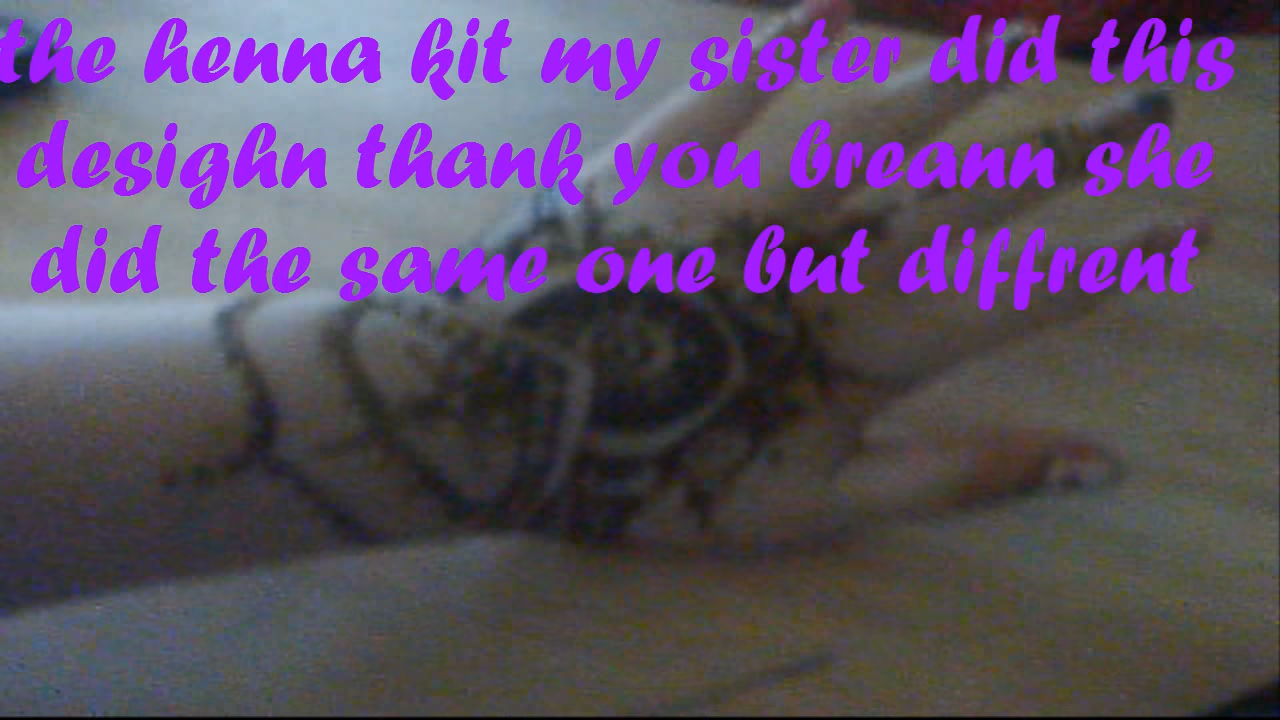 the henna kit my sister did this
desighn thank you breann she
did the same one but diffrent